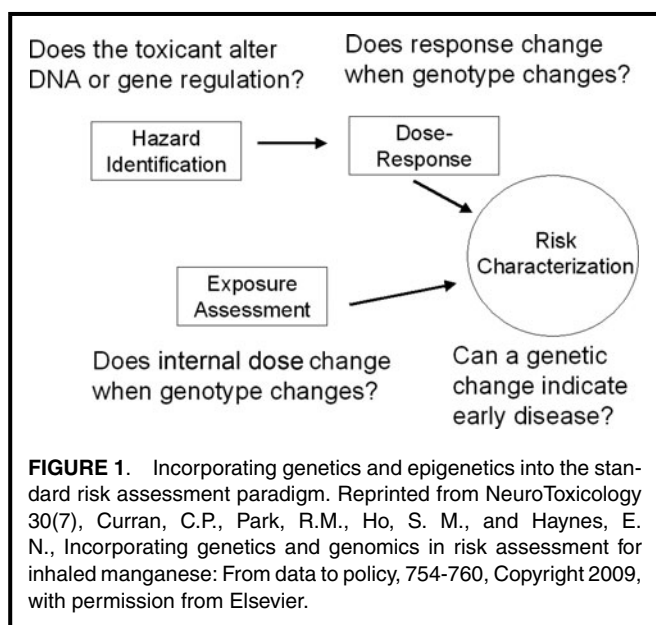 Does the toxicant alter
DNA or gene regulation?
Does response change
when genotype changes?
Hazard
Identification
Dose-
Response
Risk
Characterization
Exposure
Assessment
Does internal dose change
when genotype changes?
Can a genetic
change indicate
early disease?
FIGURE 1. Incorporating genetics and epigenetics into the stan-
dard risk assessment paradigm. Reprinted from NeuroToxicology
30(7), Curran, C.P., Park, R.M., Ho, S. M., and Haynes, E.
N., Incorporating genetics and genomics in risk assessment for
inhaled manganese: From data to policy, 754-760, Copyright 2009,
with permission from Elsevier.